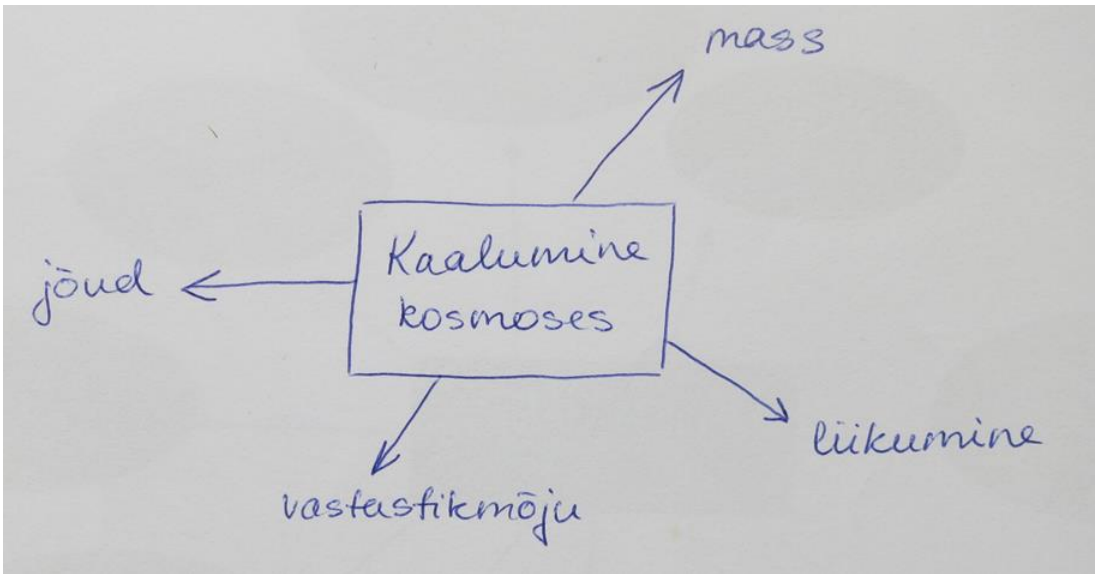 mass
Kaalumine
kosmoses
jõud
liikumine
vastastikmõju